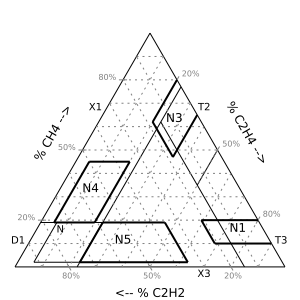 80%
20%
X1
T2
N3
% CH4 -->
% C2H4 -->
50%
50%
N4
20%
80%
N
N1
D1
N5
T3
80%
50%
X3
20%
<-- % C2H2